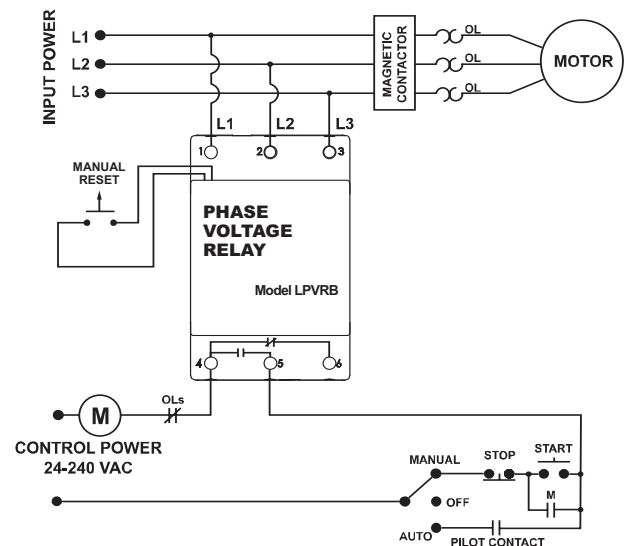 INPUT POWER
L1
L2
L3
MAGNETIC
CONTACTOR
OL
OL
OL
MOTOR
L1
L2
L3
1
2
3
MANUAL
RESET
PHASE
VOLTAGE
RELAY
Model LPVRB
4
5
6
OLs
M
CONTROL POWER
24-240 VAC
MANUAL
STOP
START
M
OFF
AUTO
PILOT CONTACT